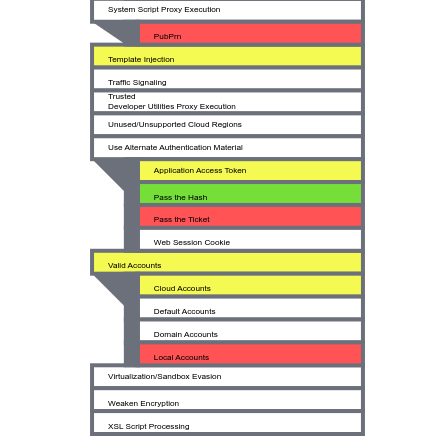 System Script Proxy Execution
PubPrn
Template Injection
Traffic Signaling
Trusted
Developer Utilities Proxy Execution
Unused/Unsupported Cloud Regions
Use Alternate Authentication Material
Application Access Token
Pass the Hash
Pass the Ticket
Web Session Cookie
Valid Accounts
Cloud Accounts
Default Accounts
Domain Accounts
Local Accounts
Virtualization/Sandbox Evasion
Weaken Encryption
XSL Script Processing